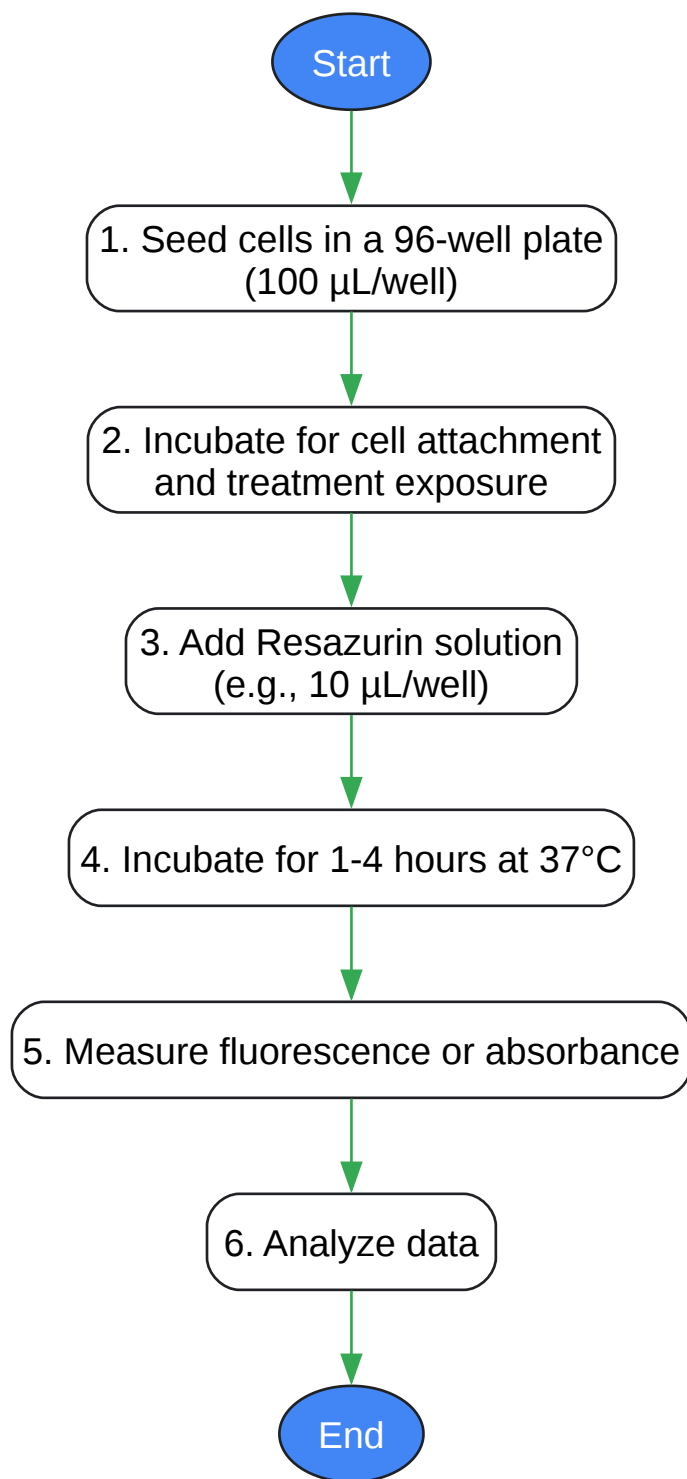 Start
1. Seed cells in a 96-well plate
(100 µL/well)
2. Incubate for cell attachment
and treatment exposure
3. Add Resazurin solution
(e.g., 10 µL/well)
4. Incubate for 1-4 hours at 37°C
5. Measure fluorescence or absorbance
6. Analyze data
End